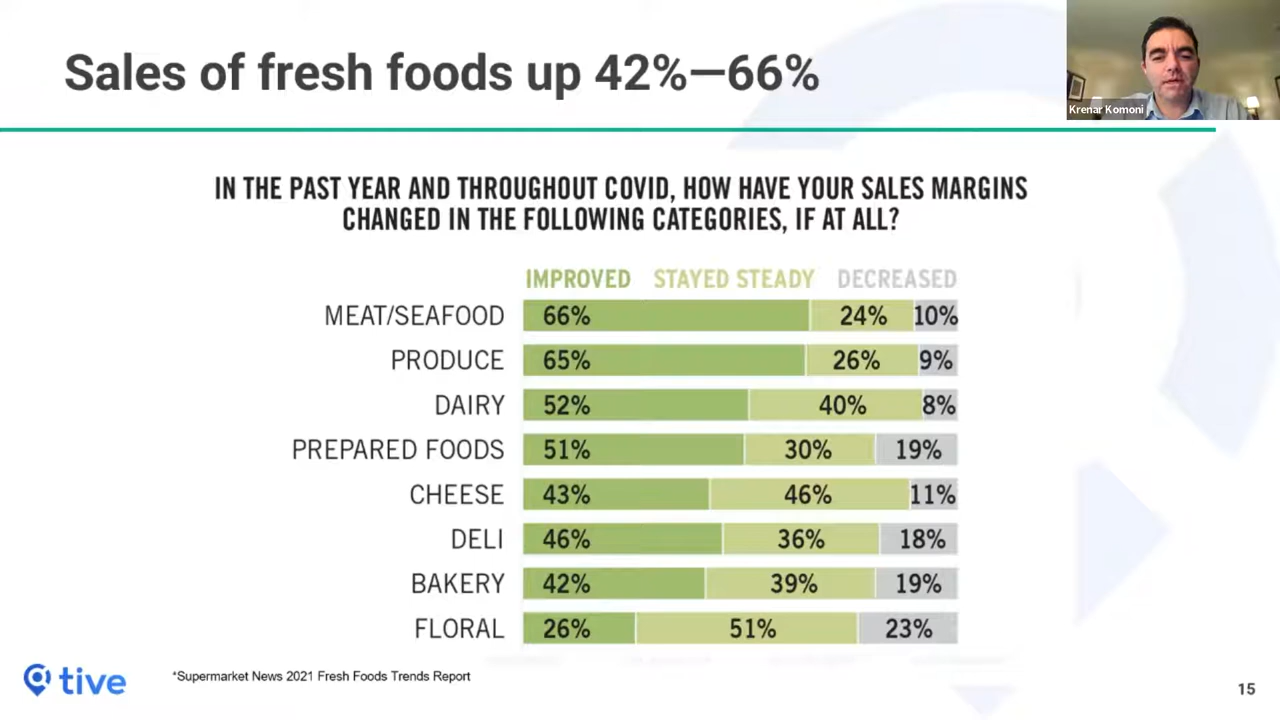 Sales of fresh foods up 42%—66%
Krenar Komoni
IN THE PAST YEAR AND THROUGHOUT COVID, HOW HAVE YOUR SALES MARGINS
CHANGED IN THE FOLLOWING CATEGORIES, IF AT ALL?
IMPROVED STAYED STEADY DECREASED
MEAT/SEAFOOD 66% 24% 10%
PRODUCE 65% 26% 9%
DAIRY 52% 40% 8%
PREPARED FOODS 51% 30% 19%
CHEESE 43% 46% 11%
DELI 46% 36% 18%
BAKERY 42% 39% 19%
FLORAL 26% 51% 23%
tive
*Supermarket News 2021 Fresh Foods Trends Report
15